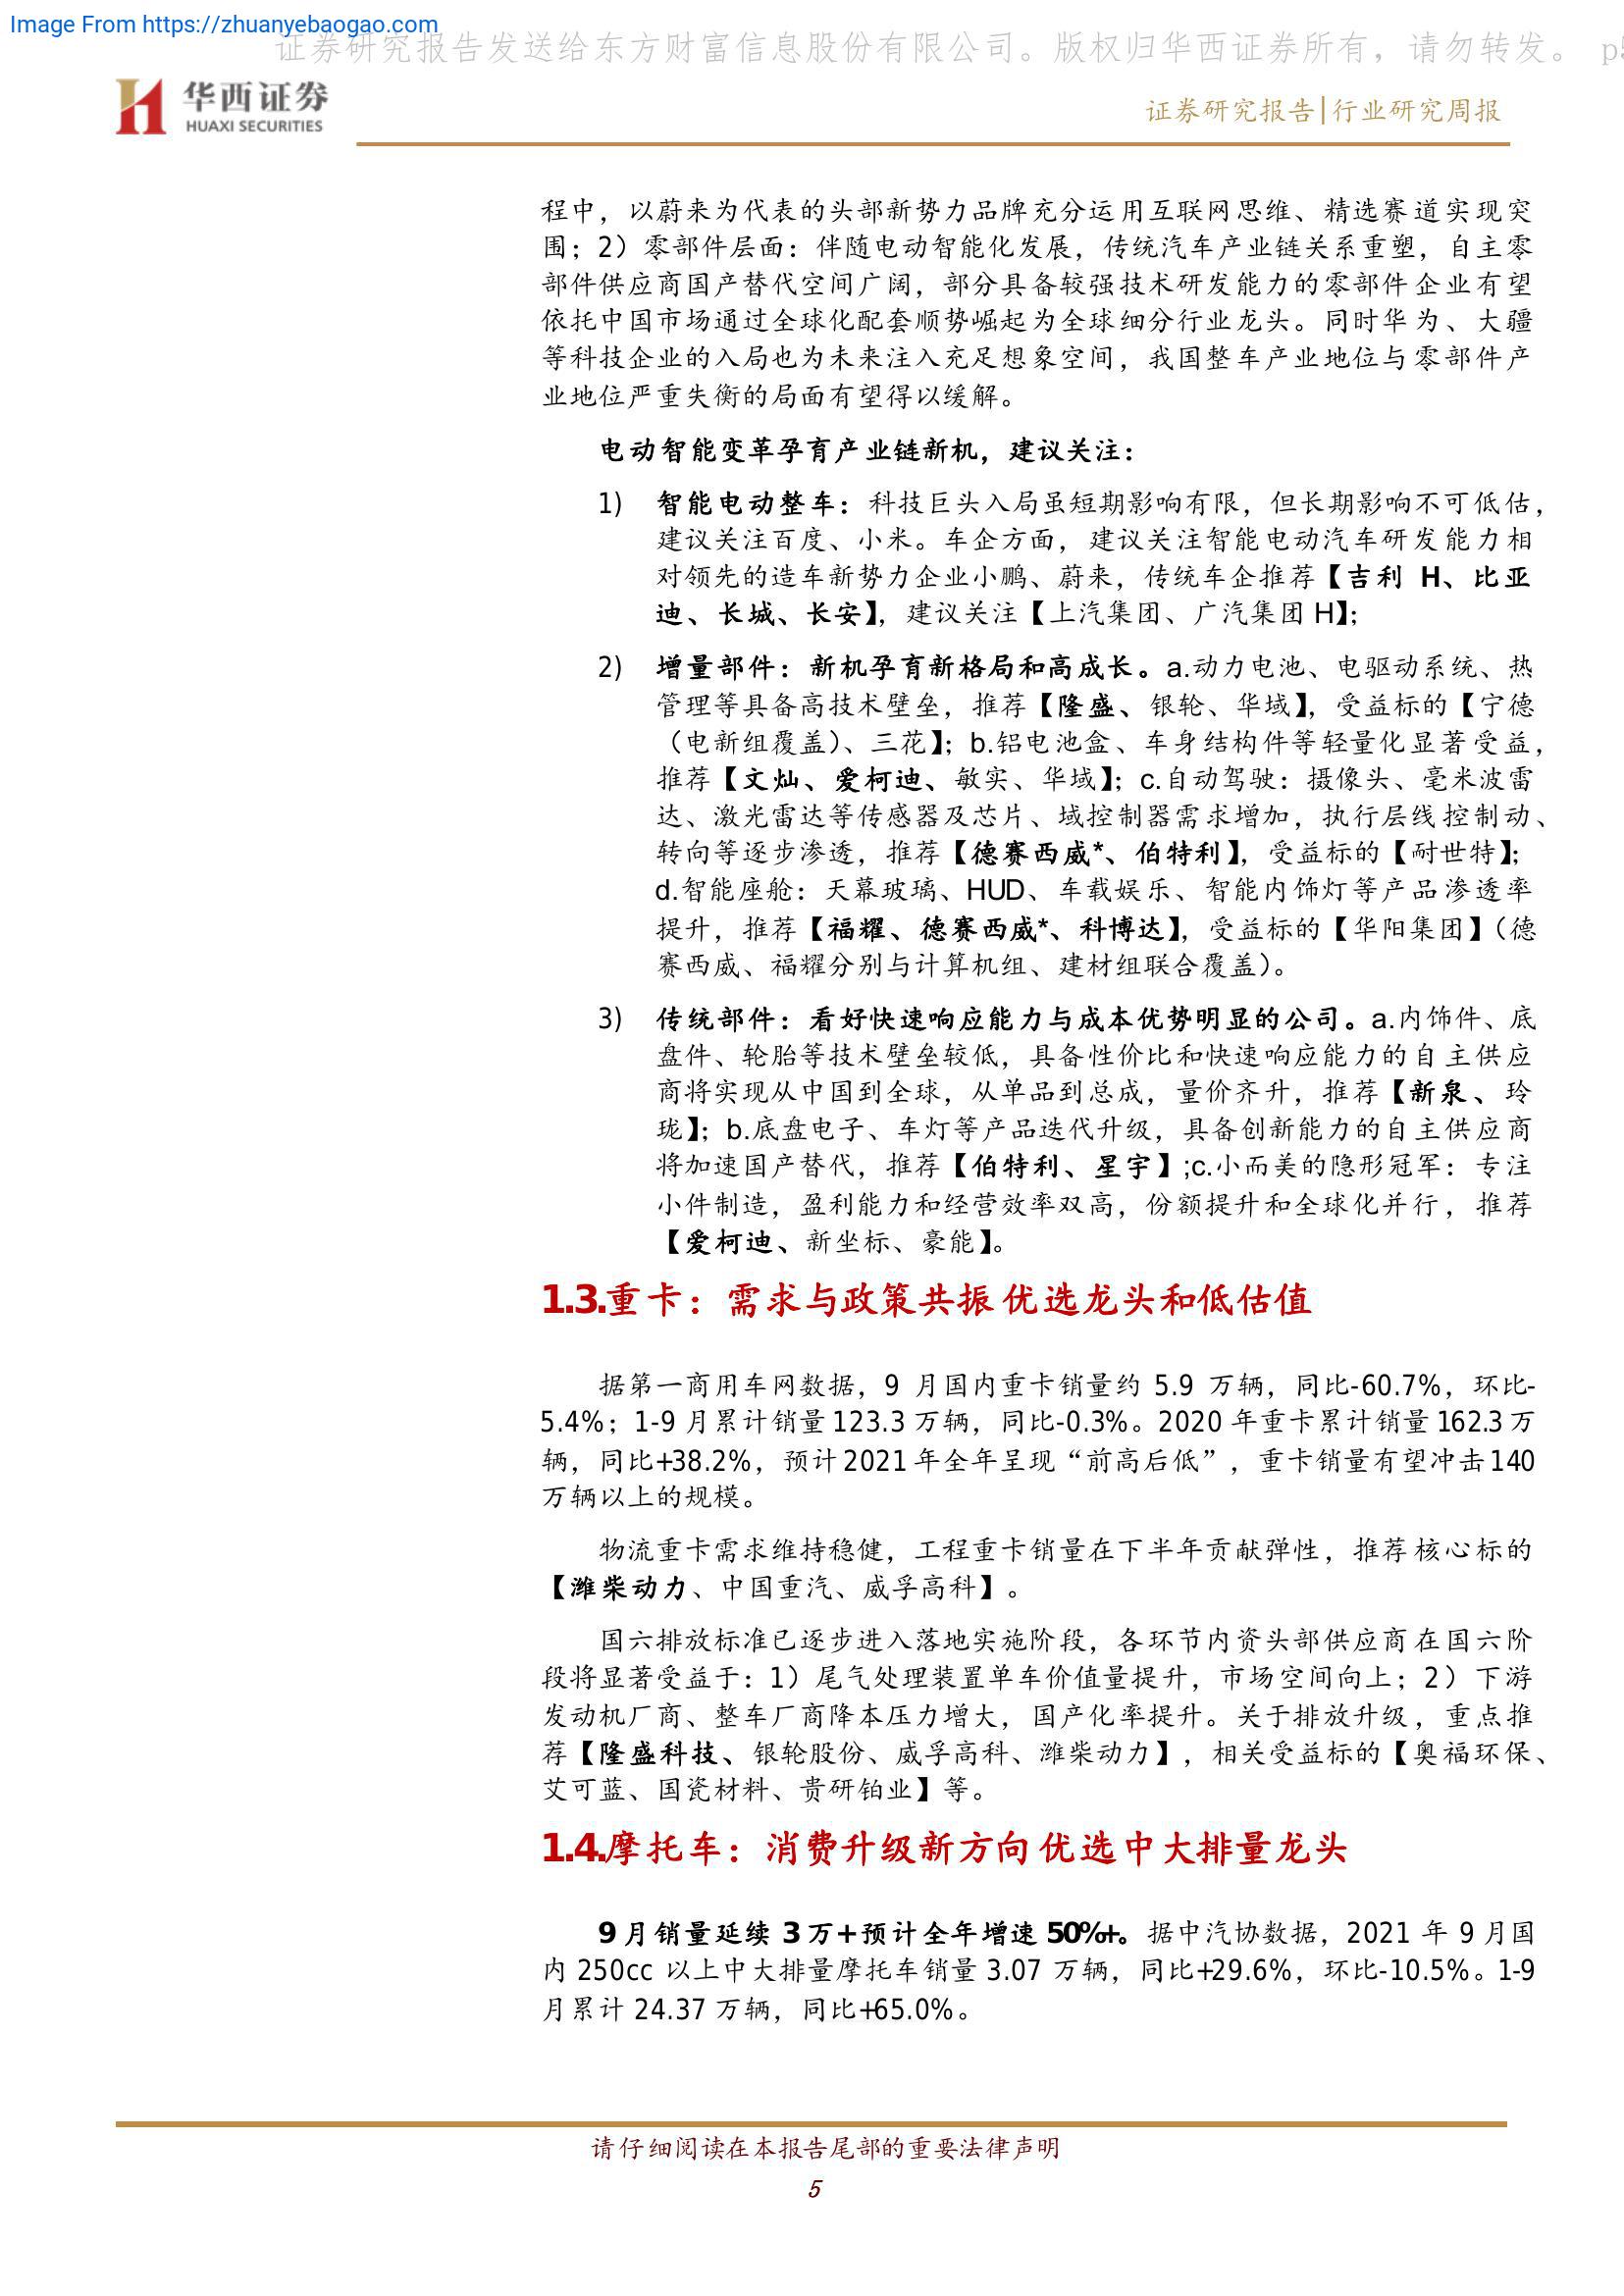 Image From https://zhuanyebaogao.com
证券研究报告发送给东方财富信息股份有限公司。版权归华西证券所有，请勿转发。 p5
华西证券
HUAXI SECURITIES
证券研究报告|行业研究周报
程中，以蔚来为代表的头部新势力品牌充分运用互联网思维、精选赛道实现突
围；2）零部件层面：伴随电动智能化发展，传统汽车产业链关系重塑，自主零
部件供应商国产替代空间广阔，部分具备较强技术研发能力的零部件企业有望
依托中国市场通过全球化配套顺势崛起为全球细分行业龙头。同时华为、大疆
等科技企业的入局也为未来注入充足想象空间，我国整车产业地位与零部件产
业地位严重失衡的局面有望得以缓解。
电动智能变革孕育产业链新机，建议关注：
1) 智能电动整车：科技巨头入局虽短期影响有限，但长期影响不可低估，
建议关注百度、小米。车企方面，建议关注智能电动汽车研发能力相
对领先的造车新势力企业小鹏、蔚来，传统车企推荐【吉利 H、比亚
迪、长城、长安】，建议关注【上汽集团、广汽集团 H】；
2) 增量部件：新机孕育新格局和高成长。a.动力电池、电驱动系统、热
管理等具备高技术壁垒，推荐【隆盛、银轮、华域】，受益标的【宁德
（电新组覆盖）、三花】；b.铝电池盒、车身结构件等轻量化显著受益，
推荐【文灿、爱柯迪、敏实、华域】；c.自动驾驶：摄像头、毫米波雷
达、激光雷达等传感器及芯片、域控制器需求增加，执行层线控制动、
转向等逐步渗透，推荐【德赛西威*、伯特利】，受益标的【耐世特】；
d.智能座舱：天幕玻璃、HUD、车载娱乐、智能内饰灯等产品渗透率
提升，推荐【福耀、德赛西威*、科博达】，受益标的【华阳集团】（德
赛西威、福耀分别与计算机组、建材组联合覆盖）。
3) 传统部件：看好快速响应能力与成本优势明显的公司。a.内饰件、底
盘件、轮胎等技术壁垒较低，具备性价比和快速响应能力的自主供应
商将实现从中国到全球，从单品到总成，量价齐升，推荐【新泉、玲
珑】；b.底盘电子、车灯等产品迭代升级，具备创新能力的自主供应商
将加速国产替代，推荐【伯特利、星宇】;c.小而美的隐形冠军：专注
小件制造，盈利能力和经营效率双高，份额提升和全球化并行，推荐
【爱柯迪、新坐标、豪能】。
1.3.重卡：需求与政策共振 优选龙头和低估值
据第一商用车网数据，9 月国内重卡销量约 5.9 万辆，同比-60.7%，环比-
5.4%；1-9 月累计销量 123.3 万辆，同比-0.3%。2020 年重卡累计销量 162.3 万
辆，同比+38.2%，预计 2021 年全年呈现“前高后低”，重卡销量有望冲击 140
万辆以上的规模。
物流重卡需求维持稳健，工程重卡销量在下半年贡献弹性，推荐核心标的
【潍柴动力、中国重汽、威孚高科】。
国六排放标准已逐步进入落地实施阶段，各环节内资头部供应商在国六阶
段将显著受益于：1）尾气处理装置单车价值量提升，市场空间向上；2）下游
发动机厂商、整车厂商降本压力增大，国产化率提升。关于排放升级，重点推
荐【隆盛科技、银轮股份、威孚高科、潍柴动力】，相关受益标的【奥福环保、
艾可蓝、国瓷材料、贵研铂业】等。
1.4.摩托车：消费升级新方向 优选中大排量龙头
9 月销量延续 3 万+ 预计全年增速 50%+。据中汽协数据，2021 年 9 月国
内 250cc 以上中大排量摩托车销量 3.07 万辆，同比+29.6%，环比-10.5%。1-9
月累计 24.37 万辆，同比+65.0%。
请仔细阅读在本报告尾部的重要法律声明
5